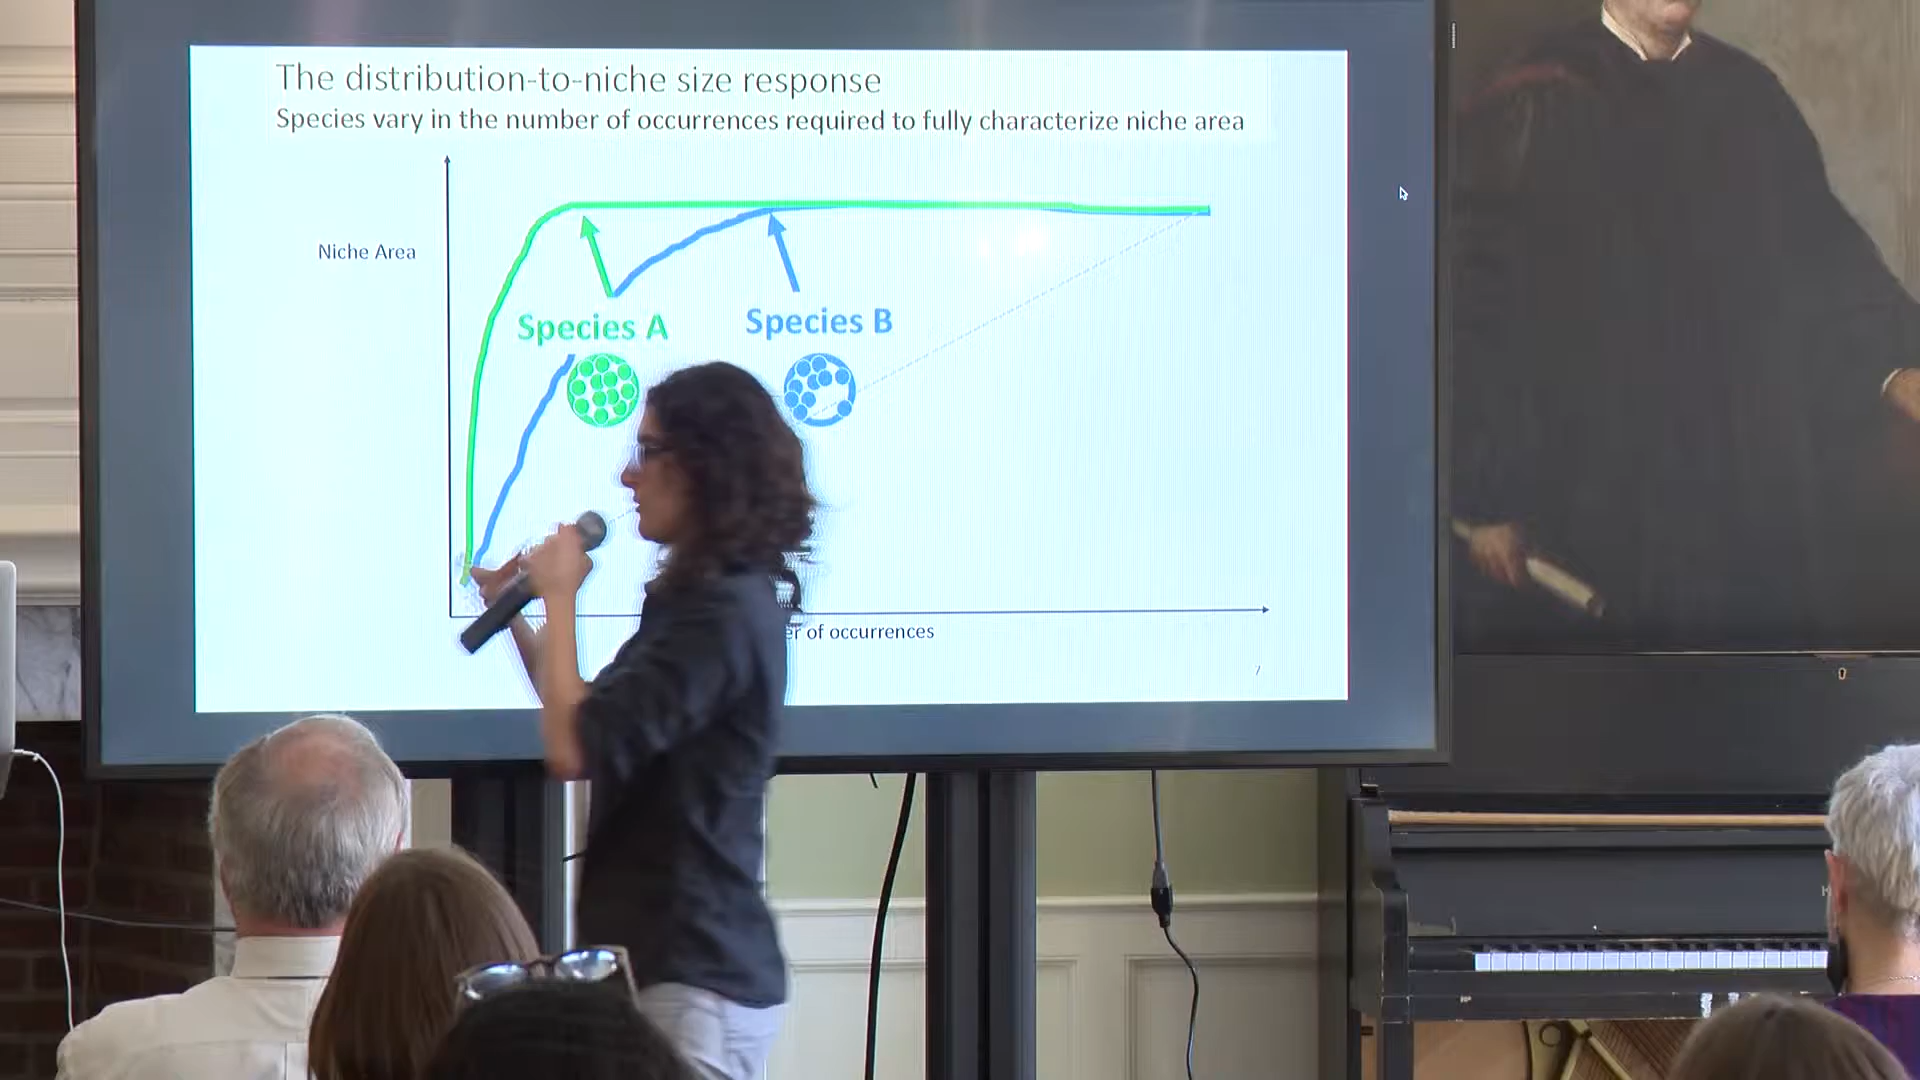 The distribution-to-niche size response
Species vary in the number of occurrences required to fully characterize niche area
Niche Area
Species A
Species B
of occurrences
7